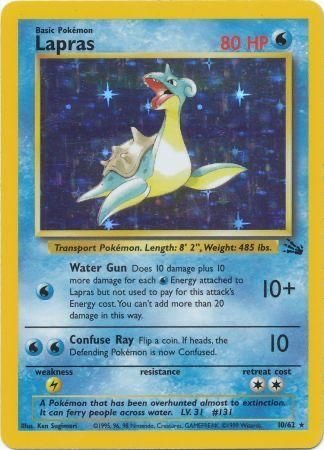 Basic Pokémon
Lapras 80 HP
Transport Pokémon. Length: 8' 2", Weight: 485 lbs.
Water Gun Does 10 damage plus 10
more damage for each Energy attached to
Lapras but not used to pay for this attack's
Energy cost. You can't add more than
20 damage in this way.
10+
Confuse Ray Flip a coin. If heads, the
Defending Pokémon is now Confused.
10
weakness resistance retreat cost
A Pokémon that has been overhunted almost to extinction.
It can ferry people across water. LV. 31 #131
Illus. Ken Sugimori ©1995, 96, 98 Nintendo, Creatures, GAMEFREAK. ©1999 Wizards. 10/62 ★